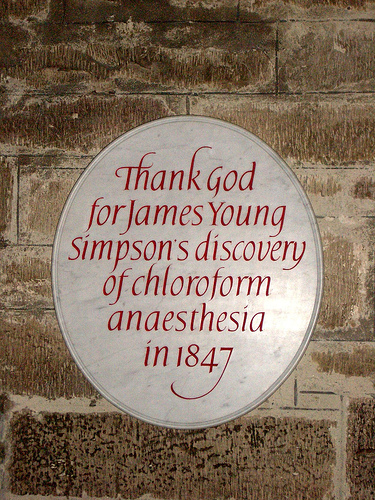 Thank God
for James Young
Simpson's discovery
of chloroform
anaesthesia
in 1847